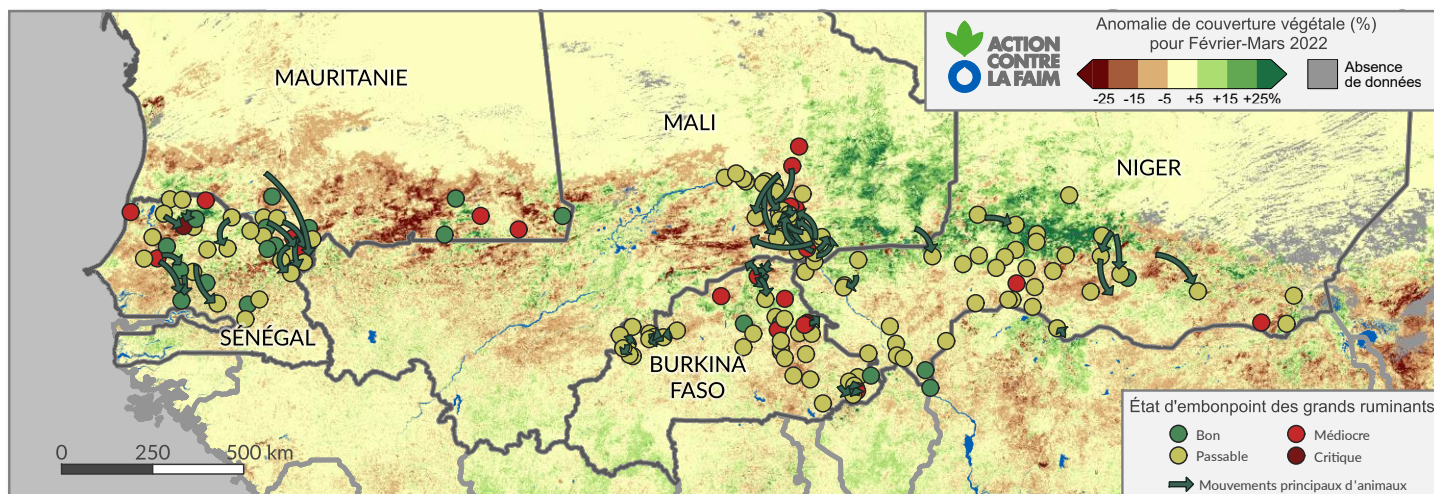 Anomalie de couverture végétale (%)
pour Février-Mars 2022
ACTION
CONTRE
LA FAIM
-25 -15 -5 +5 +15 +25%
Absence
de données
MAURITANIE
MALI
NIGER
SÉNÉGAL
BURKINA
FASO
0 250 500 km
État d'embonpoint des grands ruminants
Bon Médiocre
Passable Critique
Mouvements principaux d'animaux